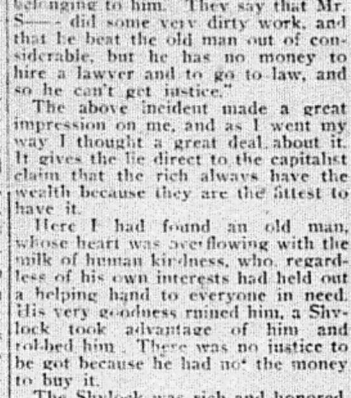 belonging to him. They say that Mr.
S—— did some very dirty work, and
that he beat the old man out of con-
siderable, but he has no money to
hire a lawyer and to go to law, and
so he can't get justice."
The above incident made a great
impression on me, and as I went my
way I thought a great deal about it.
It gives the lie direct to the capitalist
claim that the rich always have the
wealth because they are the fittest to
have it.
Here I had found an old man,
whose heart was overflowing with the
milk of human kindness, who, regard-
less of his own interests had held out
a helping hand to everyone in need.
His very goodness ruined him, a Shy-
lock took advantage of him and
robbed him. There was no justice to
be got because he had not the money
to buy it.
The Shylock was rich and honored